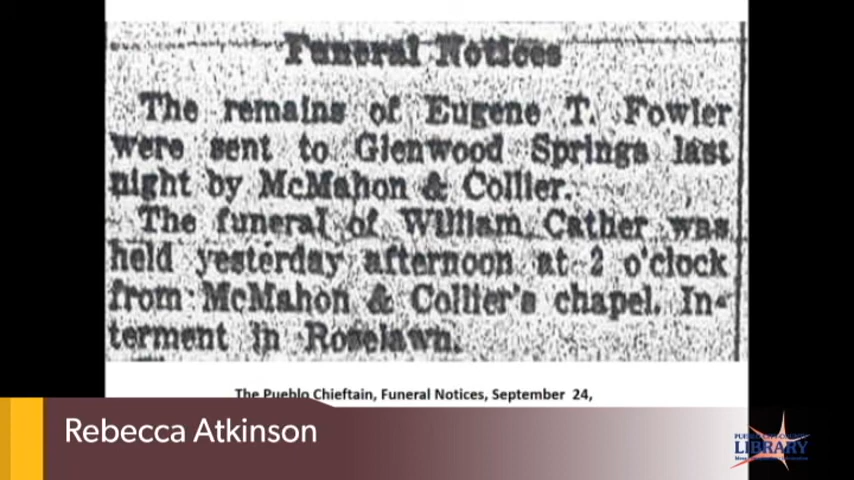 Funeral Notices
The remains of Eugene T. Fowler
were sent to Glenwood Springs last
night by McMahon & Collier.
The funeral of William Cather was
held yesterday afternoon at 2 o'clock
from McMahon & Collier's chapel. In-
terment in Roselawn.
The Pueblo Chieftain, Funeral Notices, September 24,
Rebecca Atkinson
LIBRARY